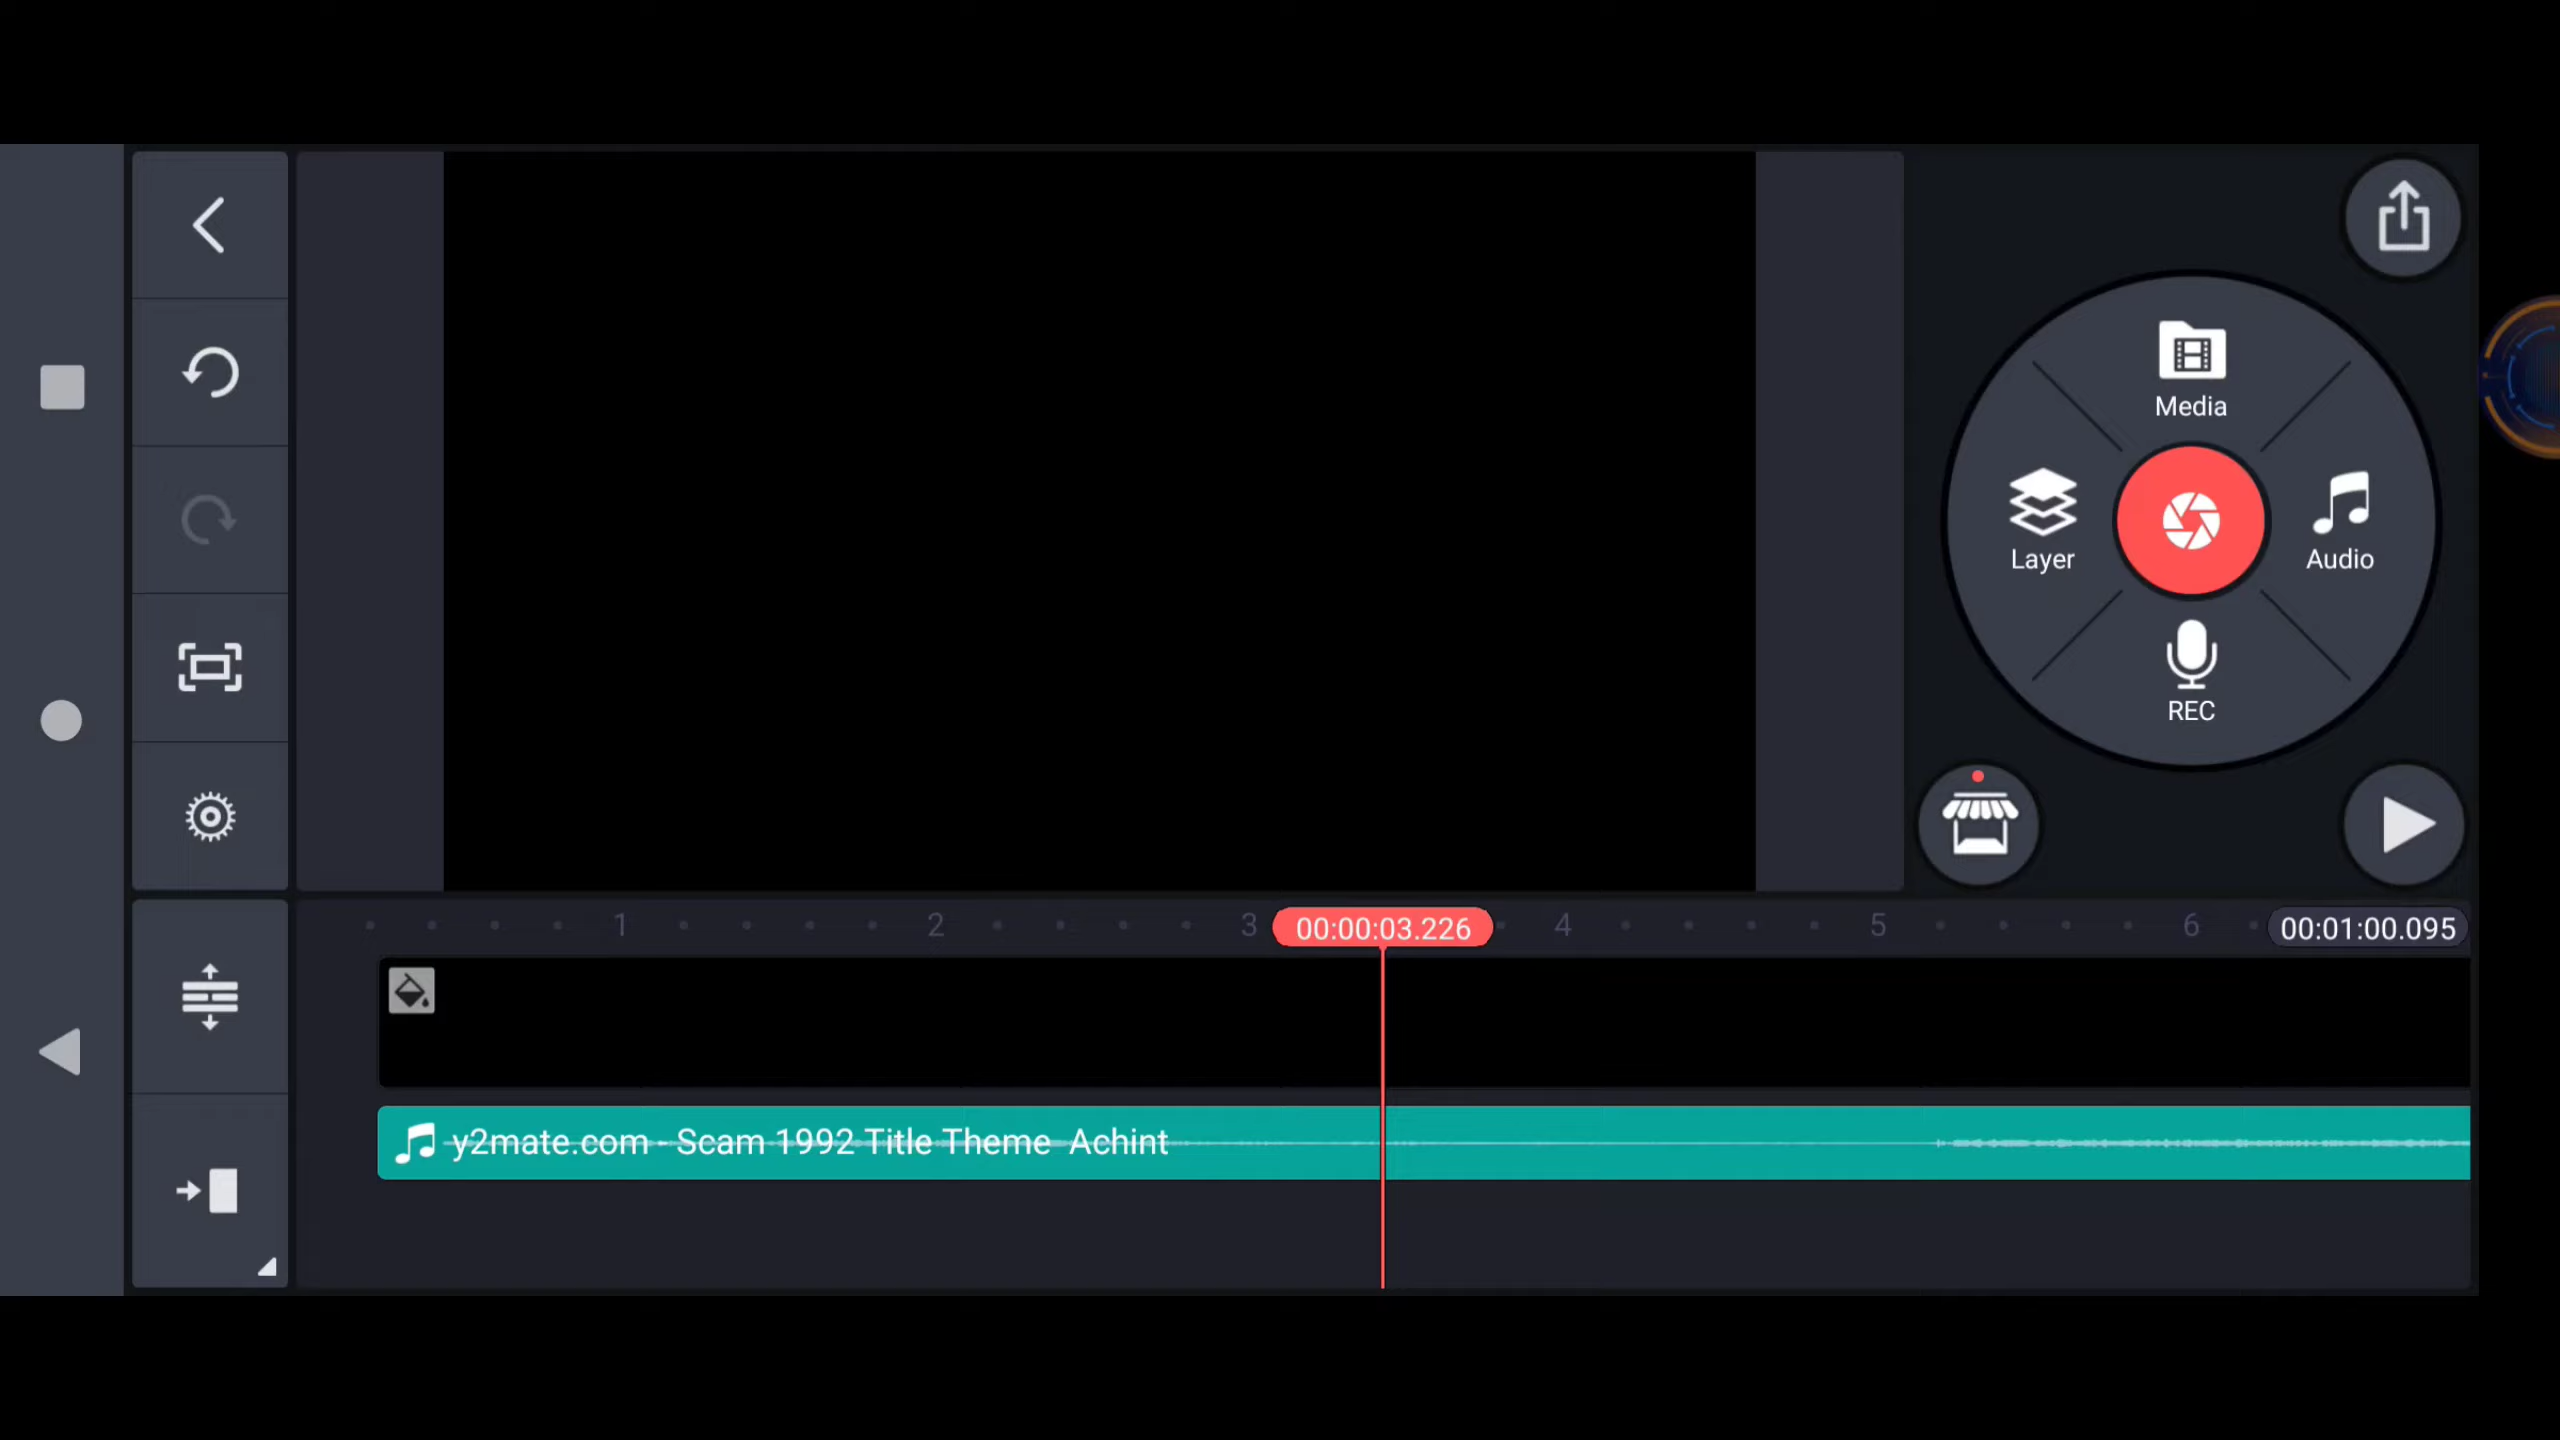 Media
Layer
Audio
REC
1 2 3 00:00:03.226 4 5 6 00:01:00.095
y2mate.com - Scam 1992 Title Theme  Achint